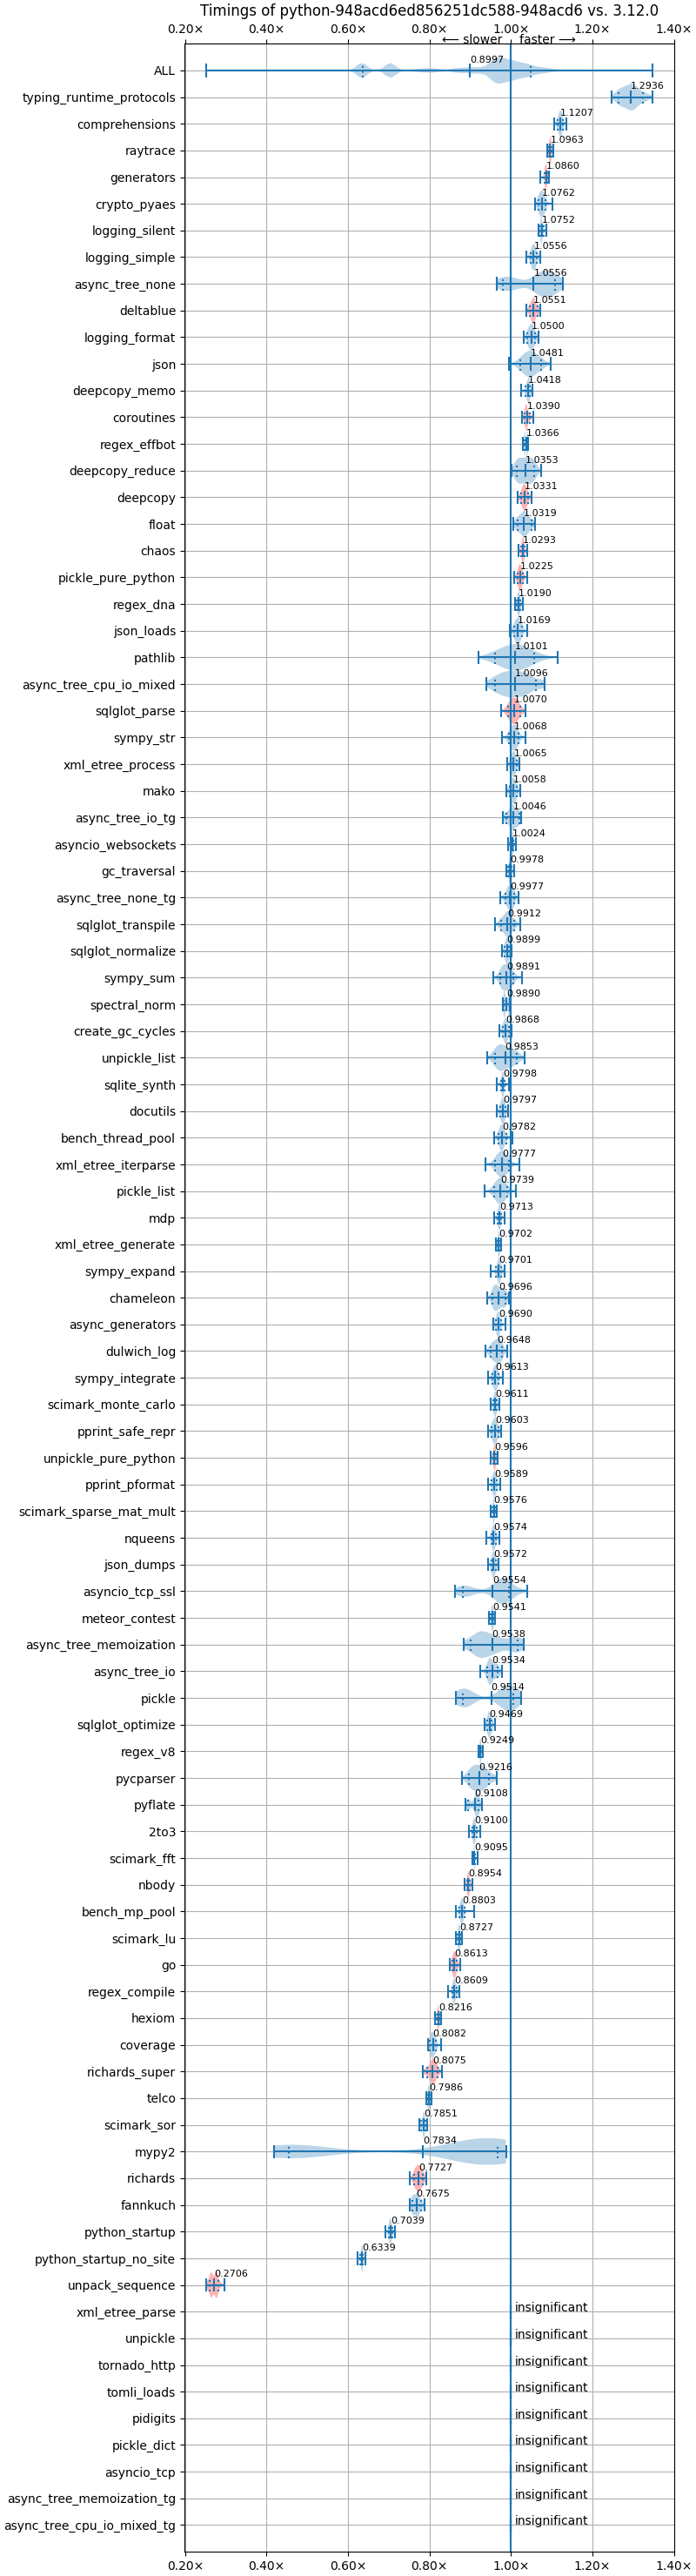 Timings of python-948acd6ed856251dc588-948acd6 vs. 3.12.0
0.20× 0.40× 0.60× 0.80× 1.00× 1.20× 1.40×
⟵ slower faster ⟶
ALL 0.8997
typing_runtime_protocols 1.2936
comprehensions 1.1207
raytrace 1.0963
generators 1.0860
crypto_pyaes 1.0762
logging_silent 1.0752
logging_simple 1.0556
async_tree_none 1.0556
deltablue 1.0551
logging_format 1.0500
json 1.0481
deepcopy_memo 1.0418
coroutines 1.0390
regex_effbot 1.0366
deepcopy_reduce 1.0353
deepcopy 1.0331
float 1.0319
chaos 1.0293
pickle_pure_python 1.0225
regex_dna 1.0190
json_loads 1.0169
pathlib 1.0101
async_tree_cpu_io_mixed 1.0096
sqlglot_parse 1.0070
sympy_str 1.0068
xml_etree_process 1.0065
mako 1.0058
async_tree_io_tg 1.0046
asyncio_websockets 1.0024
gc_traversal 0.9978
async_tree_none_tg 0.9977
sqlglot_transpile 0.9912
sqlglot_normalize 0.9899
sympy_sum 0.9891
spectral_norm 0.9890
create_gc_cycles 0.9868
unpickle_list 0.9853
sqlite_synth 0.9798
docutils 0.9797
bench_thread_pool 0.9782
xml_etree_iterparse 0.9777
pickle_list 0.9739
mdp 0.9713
xml_etree_generate 0.9702
sympy_expand 0.9701
chameleon 0.9696
async_generators 0.9690
dulwich_log 0.9648
sympy_integrate 0.9613
scimark_monte_carlo 0.9611
pprint_safe_repr 0.9603
unpickle_pure_python 0.9596
pprint_pformat 0.9589
scimark_sparse_mat_mult 0.9576
nqueens 0.9574
json_dumps 0.9572
asyncio_tcp_ssl 0.9554
meteor_contest 0.9541
async_tree_memoization 0.9538
async_tree_io 0.9534
pickle 0.9514
sqlglot_optimize 0.9469
regex_v8 0.9249
pycparser 0.9216
pyflate 0.9108
2to3 0.9100
scimark_fft 0.9095
nbody 0.8954
bench_mp_pool 0.8803
scimark_lu 0.8727
go 0.8613
regex_compile 0.8609
hexiom 0.8216
coverage 0.8082
richards_super 0.8075
telco 0.7986
scimark_sor 0.7851
mypy2 0.7834
richards 0.7727
fannkuch 0.7675
python_startup 0.7039
python_startup_no_site 0.6339
unpack_sequence 0.2706
xml_etree_parse insignificant
unpickle insignificant
tornado_http insignificant
tomli_loads insignificant
pidigits insignificant
pickle_dict insignificant
asyncio_tcp insignificant
async_tree_memoization_tg insignificant
async_tree_cpu_io_mixed_tg insignificant
0.20× 0.40× 0.60× 0.80× 1.00× 1.20× 1.40×